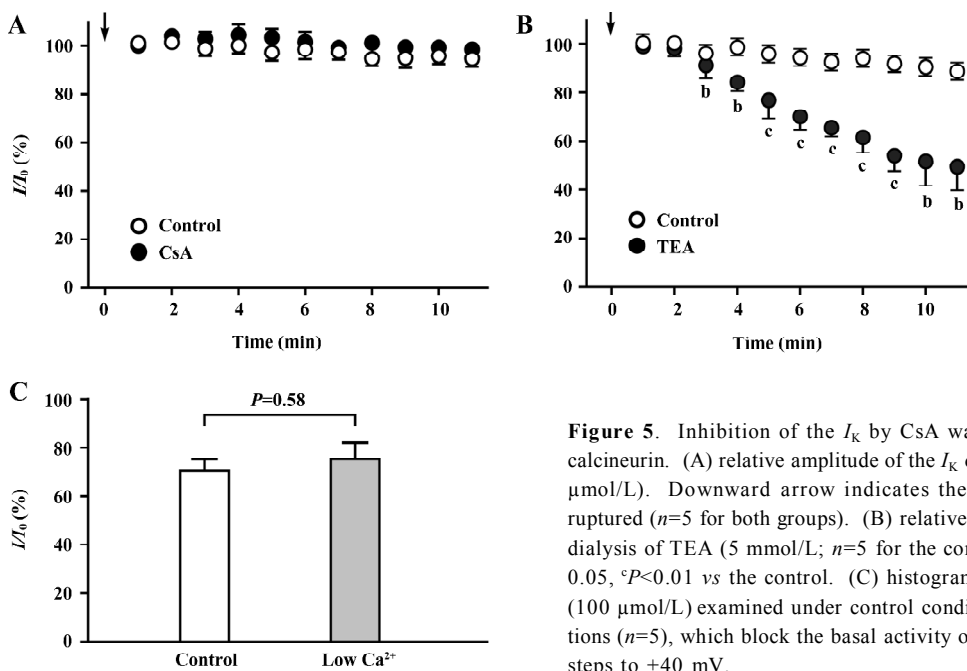 A
100
80
60
40
20
0
I/I₀ (%)
Control
CsA
0 2 4 6 8 10
Time (min)
B
100
80
60
40
20
0
b b c c c c c b b
Control
TEA
0 2 4 6 8 10
Time (min)
C
100
80
60
40
20
0
I/I₀ (%)
P=0.58
Control Low Ca²⁺
Figure 5. Inhibition of the I_K by CsA wa
calcineurin. (A) relative amplitude of the I_K
µmol/L). Downward arrow indicates the
ruptured (n=5 for both groups). (B) relative
dialysis of TEA (5 mmol/L; n=5 for the con
0.05, ᶜP<0.01 vs the control. (C) histogram
(100 µmol/L) examined under control condi
tions (n=5), which block the basal activity o
steps to +40 mV.